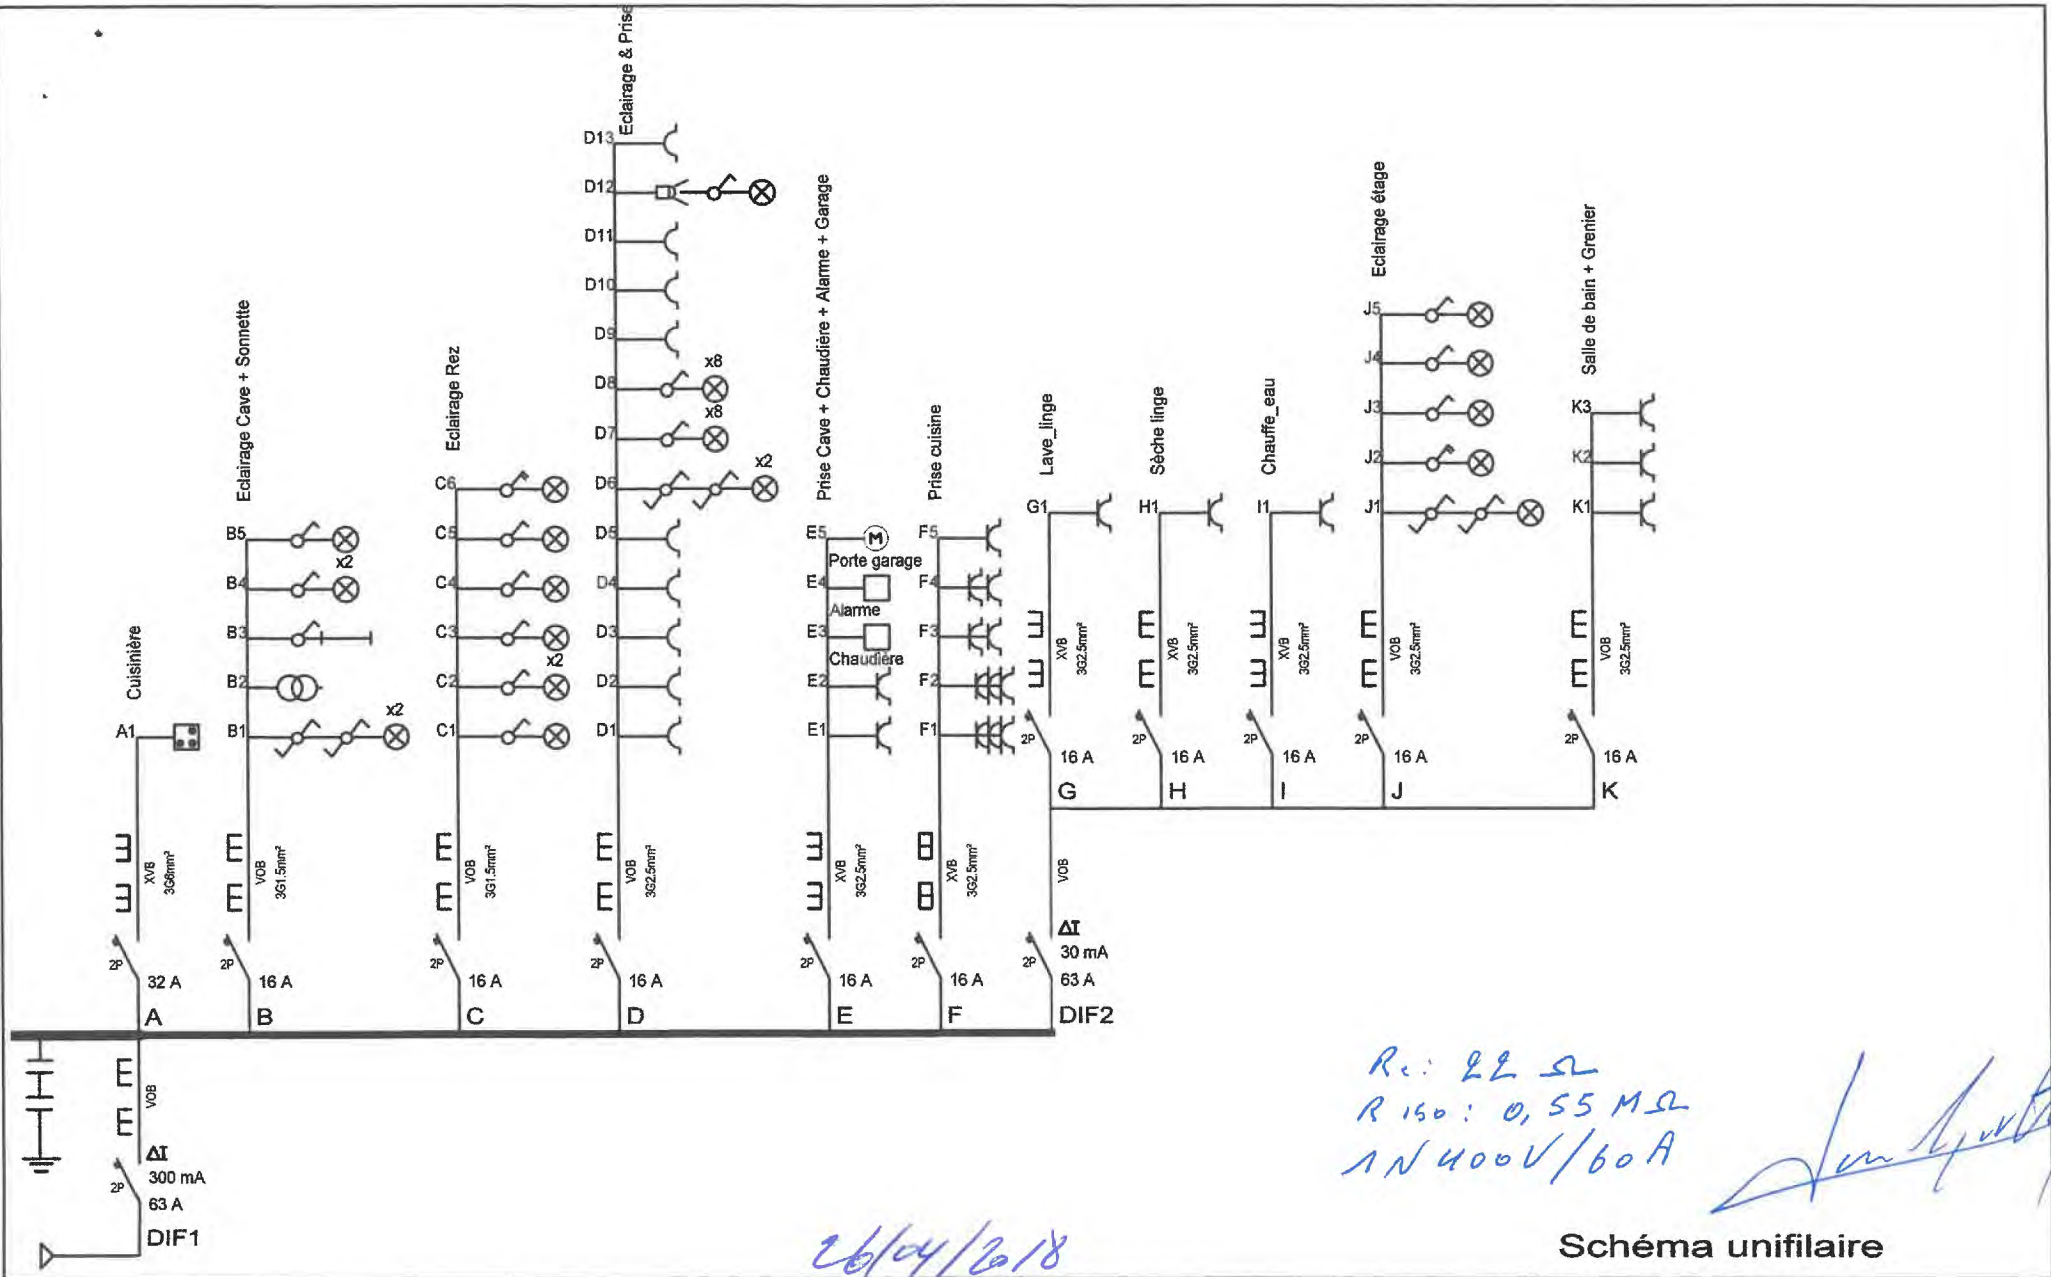 Eclairage & Prise
D13
D12
D11
D10
D9
D8
x8
D7
x8
D6
x2
D5
D4
D3
D2
D1
VOB
3G2.5mm²
2P
16 A
D
Cuisinière
A1
XVB
3G6mm²
2P
32 A
A
Eclairage Cave + Sonnette
B5
B4
x2
B3
B2
B1
x2
VOB
3G1.5mm²
2P
16 A
B
Eclairage Rez
C6
C5
C4
C3
C2
x2
C1
VOB
3G1.5mm²
2P
16 A
C
Prise Cave + Chaudière + Alarme + Garage
E5
M
Porte garage
E4
Alarme
E3
Chaudière
E2
E1
XVB
3G2.5mm²
2P
16 A
E
Prise cuisine
F5
F4
F3
F2
F1
XVB
3G2.5mm²
2P
16 A
F
Lave_linge
G1
XVB
3G2.5mm²
2P
16 A
G
Sèche linge
H1
XVB
3G2.5mm²
2P
16 A
H
Chauffe_eau
I1
XVB
3G2.5mm²
2P
16 A
I
Eclairage étage
J5
J4
J3
J2
J1
VOB
3G2.5mm²
2P
16 A
J
Salle de bain + Grenier
K3
K2
K1
VOB
3G2.5mm²
2P
16 A
K
VOB
ΔI
30 mA
2P
63 A
DIF2
VOB
ΔI
300 mA
2P
63 A
DIF1
Re: 22 Ω
R iso: 0,55 MΩ
1N400V/60A
26/04/2018
Schéma unifilaire